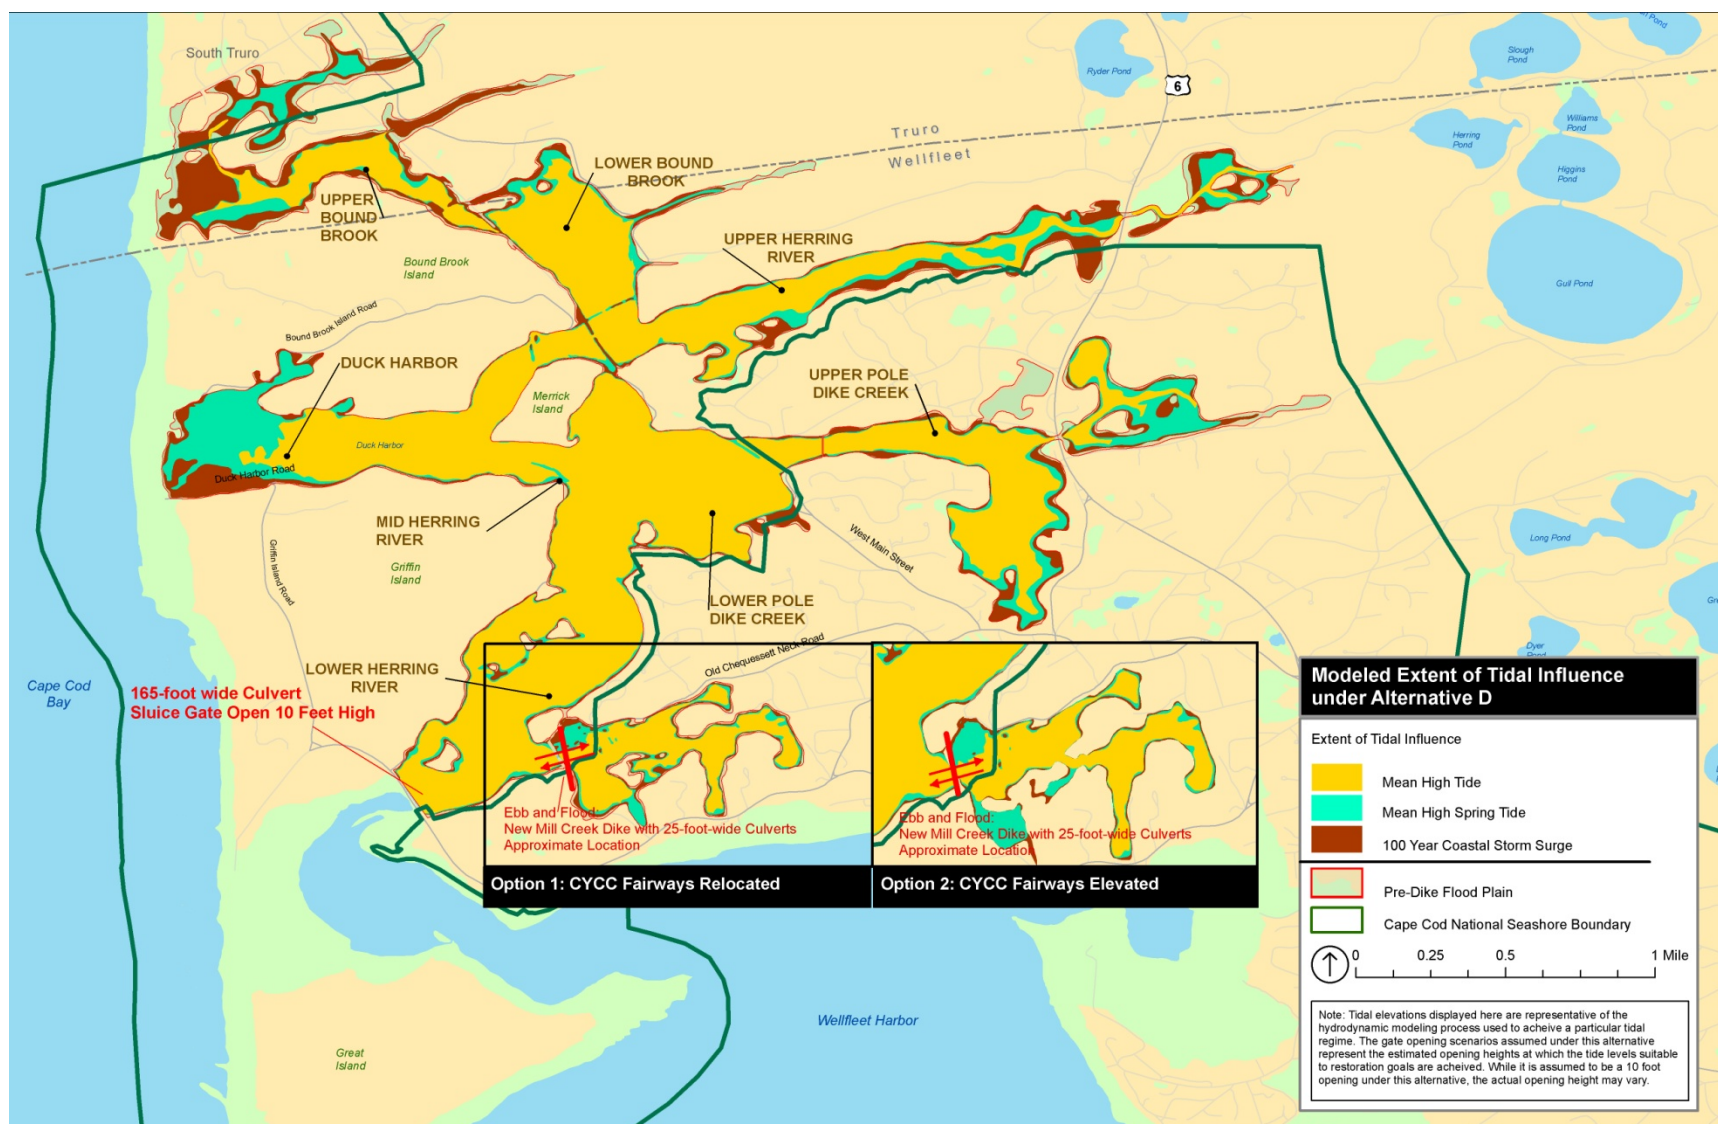 South Truro
Ryder Pond
6
Slough
Pond
Pond
Williams
Pond
Herring
Pond
Higgins
Pond
Gull Pond
Truro
Wellfleet
LOWER BOUND
BROOK
UPPER
BOUND
BROOK
UPPER HERRING
RIVER
Bound Brook
Island
Bound Brook Island Road
DUCK HARBOR
Merrick
Island
UPPER POLE
DIKE CREEK
Duck Harbor
Duck Harbor Road
MID HERRING
RIVER
Griffin Island Road
Griffin
Island
West Main Street
Long Pond
LOWER POLE
DIKE CREEK
Old Chequessett Neck Road
Dyer
Pond
LOWER HERRING
RIVER
Cape Cod
Bay
165-foot wide Culvert
Sluice Gate Open 10 Feet High
Ebb and Flood:
New Mill Creek Dike with 25-foot-wide Culverts
Approximate Location
Option 1: CYCC Fairways Relocated
Ebb and Flood:
New Mill Creek Dike with 25-foot-wide Culverts
Approximate Location
Option 2: CYCC Fairways Elevated
Wellfleet Harbor
Great
Island
Modeled Extent of Tidal Influence
under Alternative D
Extent of Tidal Influence
Mean High Tide
Mean High Spring Tide
100 Year Coastal Storm Surge
Pre-Dike Flood Plain
Cape Cod National Seashore Boundary
0 0.25 0.5 1 Mile
Note: Tidal elevations displayed here are representative of the
hydrodynamic modeling process used to acheive a particular tidal
regime. The gate opening scenarios assumed under this alternative
represent the estimated opening heights at which the tide levels suitable
to restoration goals are acheived. While it is assumed to be a 10 foot
opening under this alternative, the actual opening height may vary.